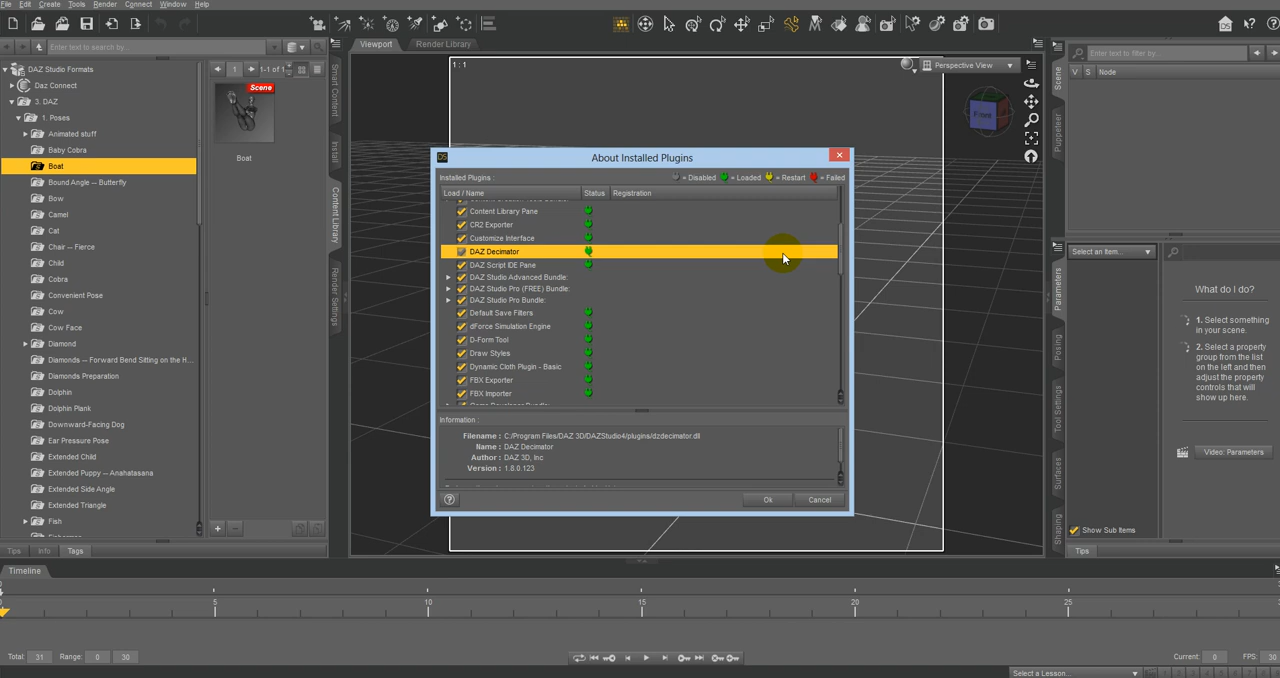 File Edit Create Tools Render Connect Window Help
Enter text to search by...
DAZ Studio Formats
Daz Connect
3. DAZ
1. Poses
Animated stuff
Baby Cobra
Boat
Bound Angle -- Butterfly
Bow
Camel
Cat
Chair -- Fierce
Child
Cobra
Convenient Pose
Cow
Cow Face
Diamond
Diamonds -- Forward Bend Sitting on the H...
Diamonds Preparation
Dolphin
Dolphin Plank
Downward-Facing Dog
Ear Pressure Pose
Extended Child
Extended Puppy -- Anahatasana
Extended Side Angle
Extended Triangle
Fish
Tips Info Tags
1 1-1 of 1
Scene
Boat
Smart Content
Install
Content Library
Render Settings
Viewport Render Library
1 : 1
Perspective View
Front
About Installed Plugins
Installed Plugins :
= Disabled = Loaded = Restart = Failed
Load / Name Status Registration
Content Library Pane
CR2 Exporter
Customize Interface
DAZ Decimator
DAZ Script IDE Pane
DAZ Studio Advanced Bundle:
DAZ Studio Pro (FREE) Bundle:
DAZ Studio Pro Bundle:
Default Save Filters
dForce Simulation Engine
D-Form Tool
Draw Styles
Dynamic Cloth Plugin - Basic
FBX Exporter
FBX Importer
Information :
Filename : C:/Program Files/DAZ 3D/DAZStudio4/plugins/dzdecimator.dll
Name : DAZ Decimator
Author : DAZ 3D, Inc
Version : 1.8.0.123
Ok Cancel
Scene
Puppeteer
Enter text to filter by...
V S Node
Parameters
Posing
Tool Settings
Surfaces
Shaping
Select an Item...
What do I do?
1. Select something
in your scene.
2. Select a property
group from the list
on the left and then
adjust the property
controls that will
show up here.
Video: Parameters
Show Sub Items
Tips
Timeline
0 5 10 15 20 25
Total: 31 Range: 0 30
Current: 0 FPS: 30
Select a Lesson...